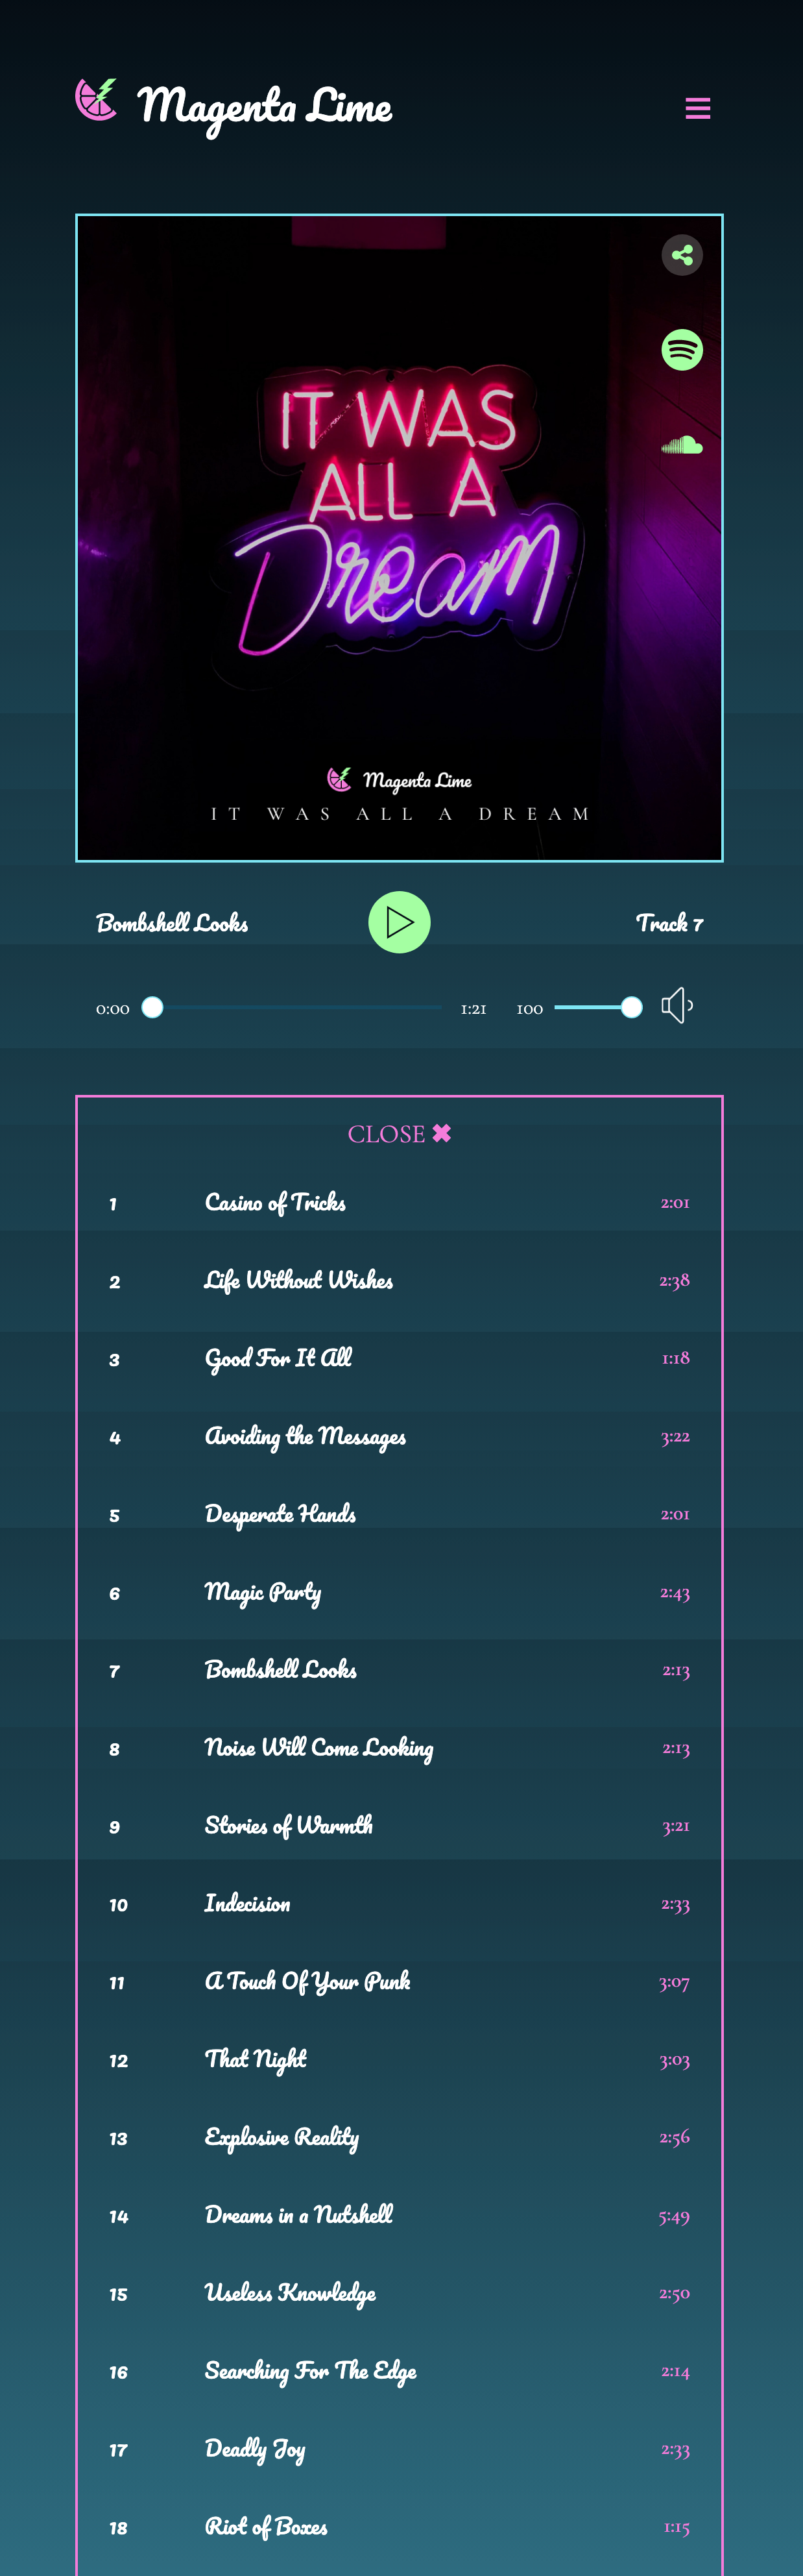 Magenta Lime
IT WAS
ALL A
Dream
Magenta Lime
IT WAS ALL A DREAM
Bombshell Looks Track 7
0:00 1:21 100
CLOSE ✖
1 Casino of Tricks 2:01
2 Life Without Wishes 2:38
3 Good For It All 1:18
4 Avoiding the Messages 3:22
5 Desperate Hands 2:01
6 Magic Party 2:43
7 Bombshell Looks 2:13
8 Noise Will Come Looking 2:13
9 Stories of Warmth 3:21
10 Indecision 2:33
11 A Touch Of Your Punk 3:07
12 That Night 3:03
13 Explosive Reality 2:56
14 Dreams in a Nutshell 5:49
15 Useless Knowledge 2:50
16 Searching For The Edge 2:14
17 Deadly Joy 2:33
18 Riot of Boxes 1:15